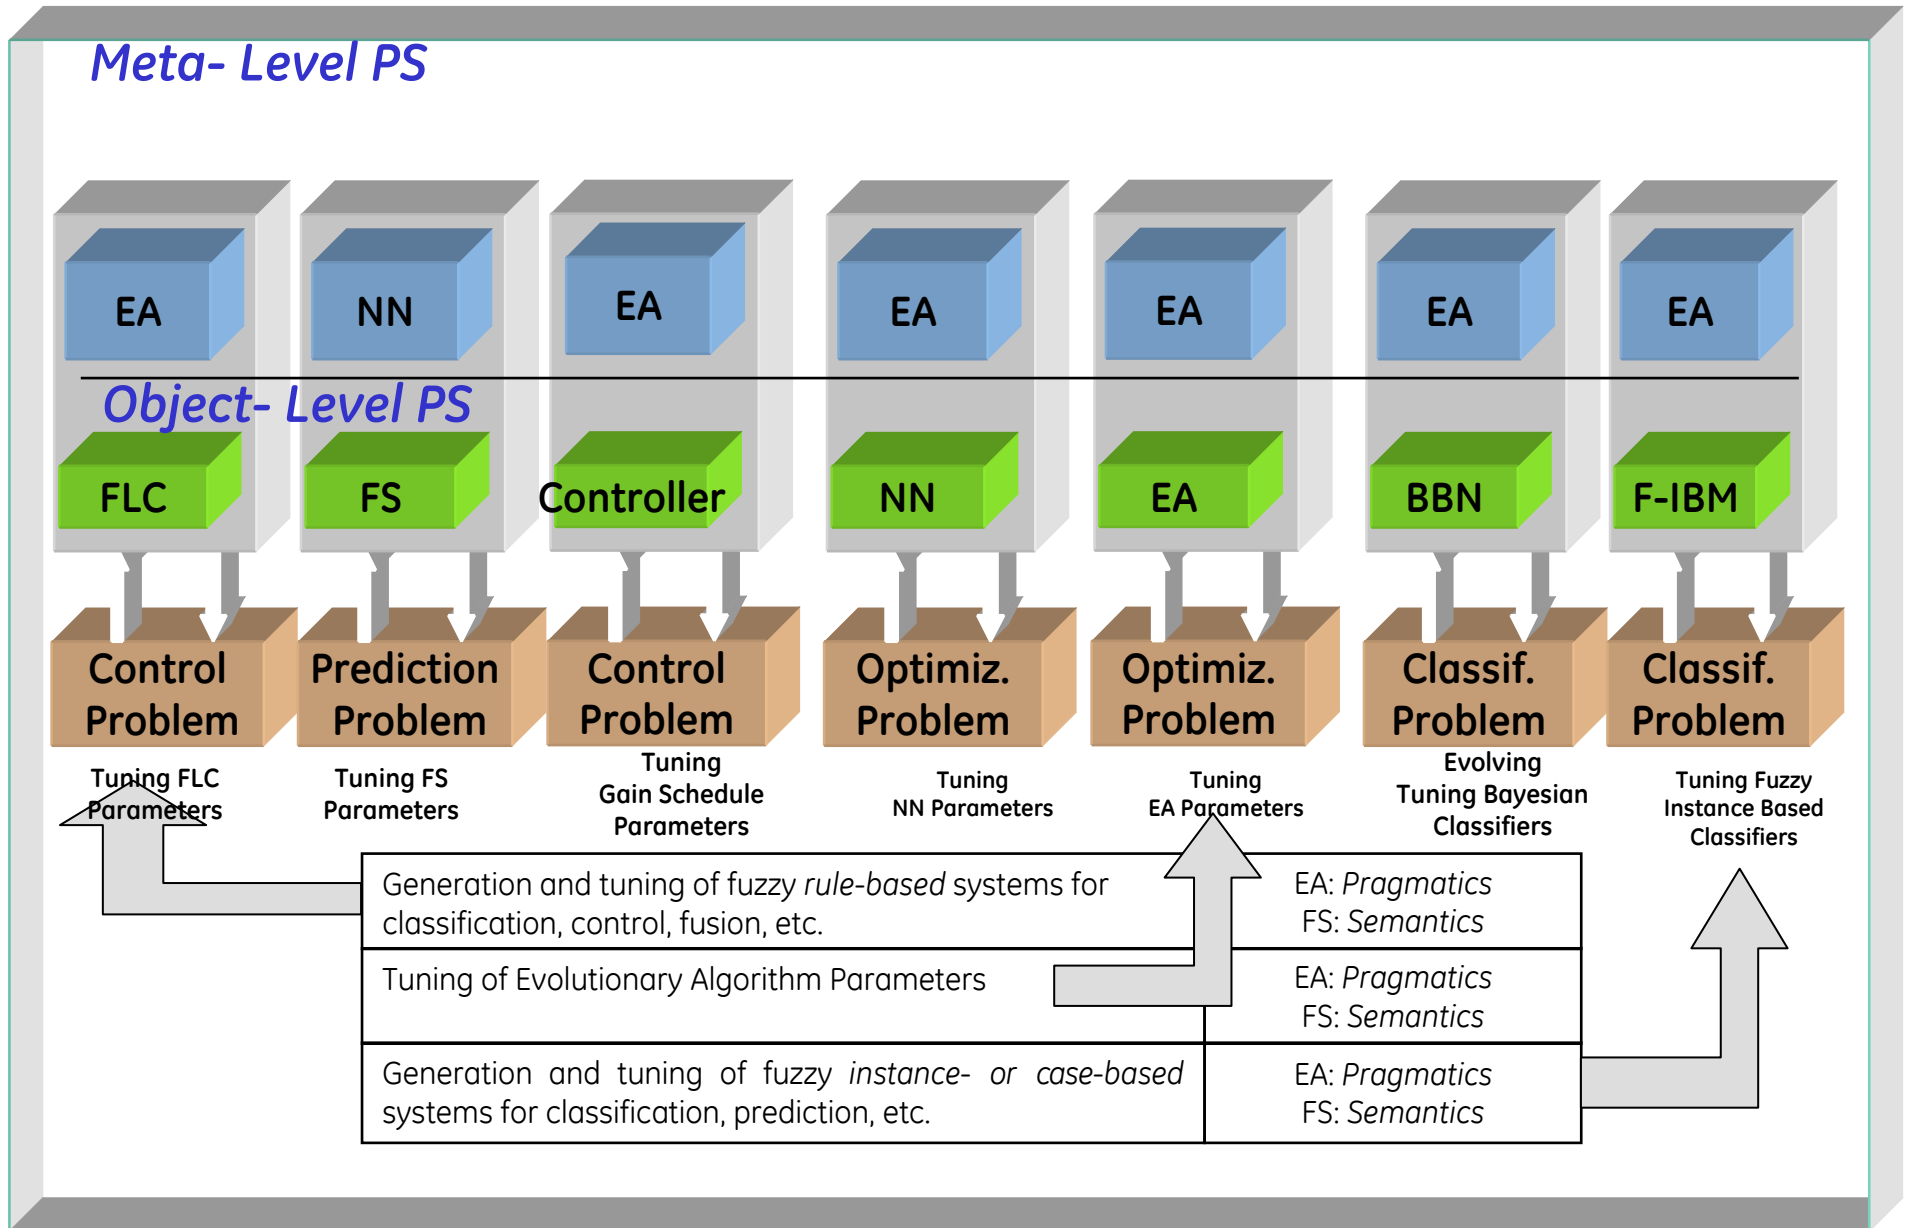 Meta- Level PS
EA
NN
EA
EA
EA
EA
EA
Object- Level PS
FLC
FS
Controller
NN
EA
BBN
F-IBM
Control
Problem
Prediction
Problem
Control
Problem
Optimiz.
Problem
Optimiz.
Problem
Classif.
Problem
Classif.
Problem
Tuning FLC
Parameters
Tuning FS
Parameters
Tuning
Gain Schedule
Parameters
Tuning
NN Parameters
Tuning
EA Parameters
Evolving
Tuning Bayesian
Classifiers
Tuning Fuzzy
Instance Based
Classifiers
Generation and tuning of fuzzy rule-based systems for
classification, control, fusion, etc.
EA: Pragmatics
FS: Semantics
Tuning of Evolutionary Algorithm Parameters
EA: Pragmatics
FS: Semantics
Generation and tuning of fuzzy instance- or case-based
systems for classification, prediction, etc.
EA: Pragmatics
FS: Semantics